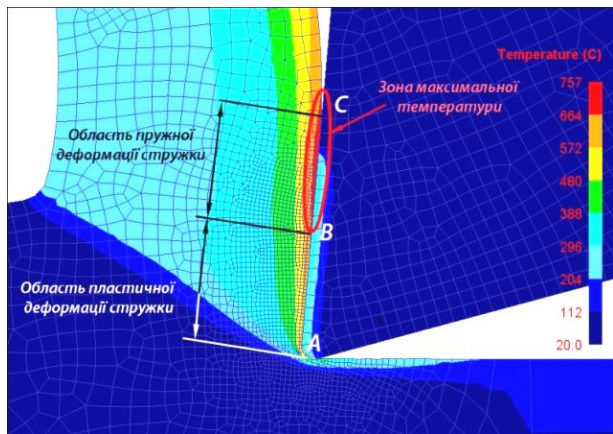 Temperature (C)
757
664
572
480
388
296
204
112
20.0
Зона максимальної
температури
C
Область пружної
деформації стружки
B
Область пластичної
деформації стружки
A